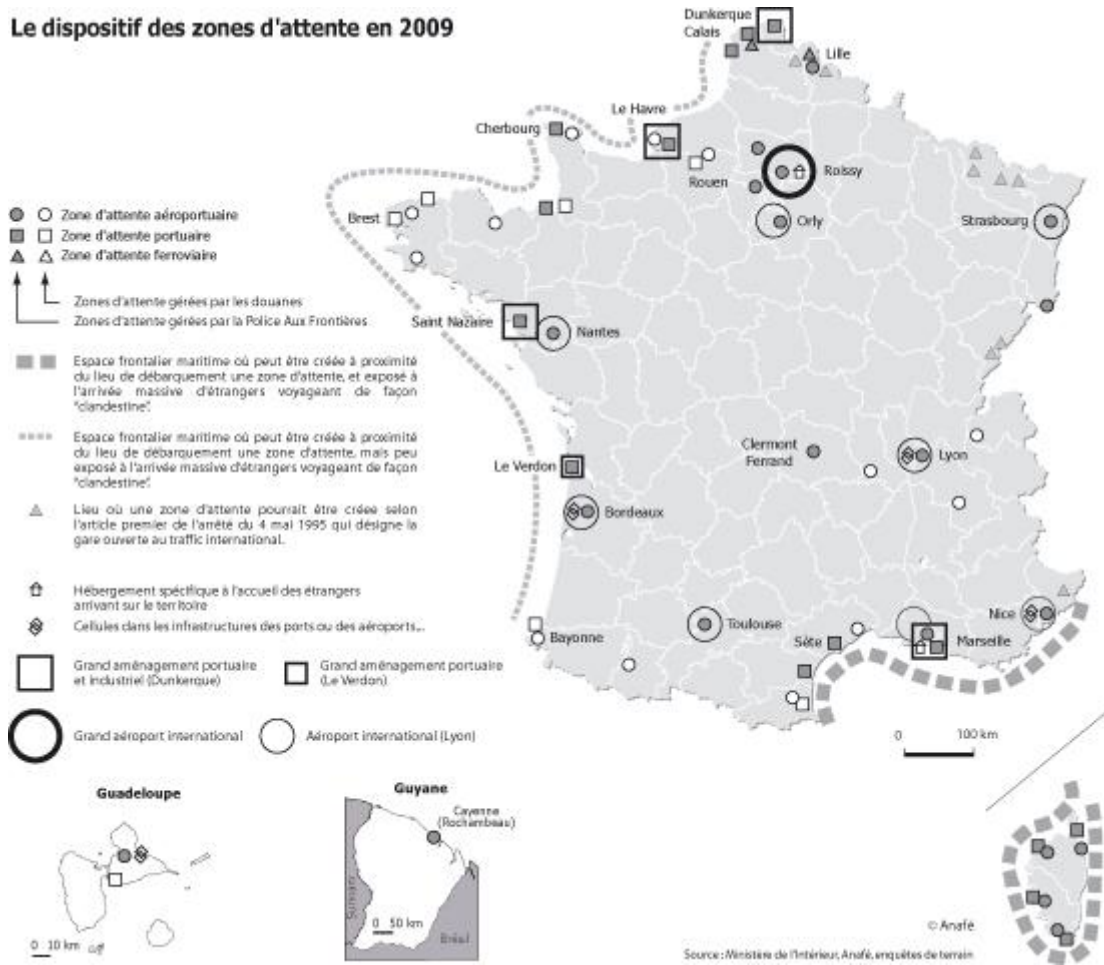 Le dispositif des zones d'attente en 2009
Dunkerque
Calais
Lille
Le Havre
Cherbourg
Rouen
Roissy
Brest
Orly
Strasbourg
Zone d'attente aéroportuaire
Zone d'attente portuaire
Zone d'attente ferroviaire
Zones d'attente gérées par les douanes
Zones d'attente gérées par la Police Aux Frontières
Saint Nazaire
Nantes
Espace frontalier maritime où peut être créée à proximité
du lieu de débarquement une zone d'attente, et exposé à
l'arrivée massive d'étrangers voyageant de façon
"clandestine".
Espace frontalier maritime où peut être créée à proximité
du lieu de débarquement une zone d'attente, mais peu
exposé à l'arrivée massive d'étrangers voyageant de façon
"clandestine".
Clermont
Ferrand
Lyon
Le Verdon
Bordeaux
Lieu où une zone d'attente pourrait être créee selon
l'article premier de l'arrêté du 4 mai 1995 qui désigne la
gare ouverte au traffic international.
Hébergement spécifique à l'accueil des étrangers
arrivant sur le territoire
Cellules dans les infrastructures des ports ou des aéroports...
Nice
Toulouse
Bayonne
Sète
Marseille
Grand aménagement portuaire
et industriel (Dunkerque)
Grand aménagement portuaire
(Le Verdon)
Grand aéroport international
Aéroport international (Lyon)
0 100 km
Guadeloupe
0 10 km
Guyane
Cayenne
(Rochambeau)
Surinam
0 50 km
Brésil
© Anafé
Source : Ministère de l'Intérieur, Anafé, enquêtes de terrain